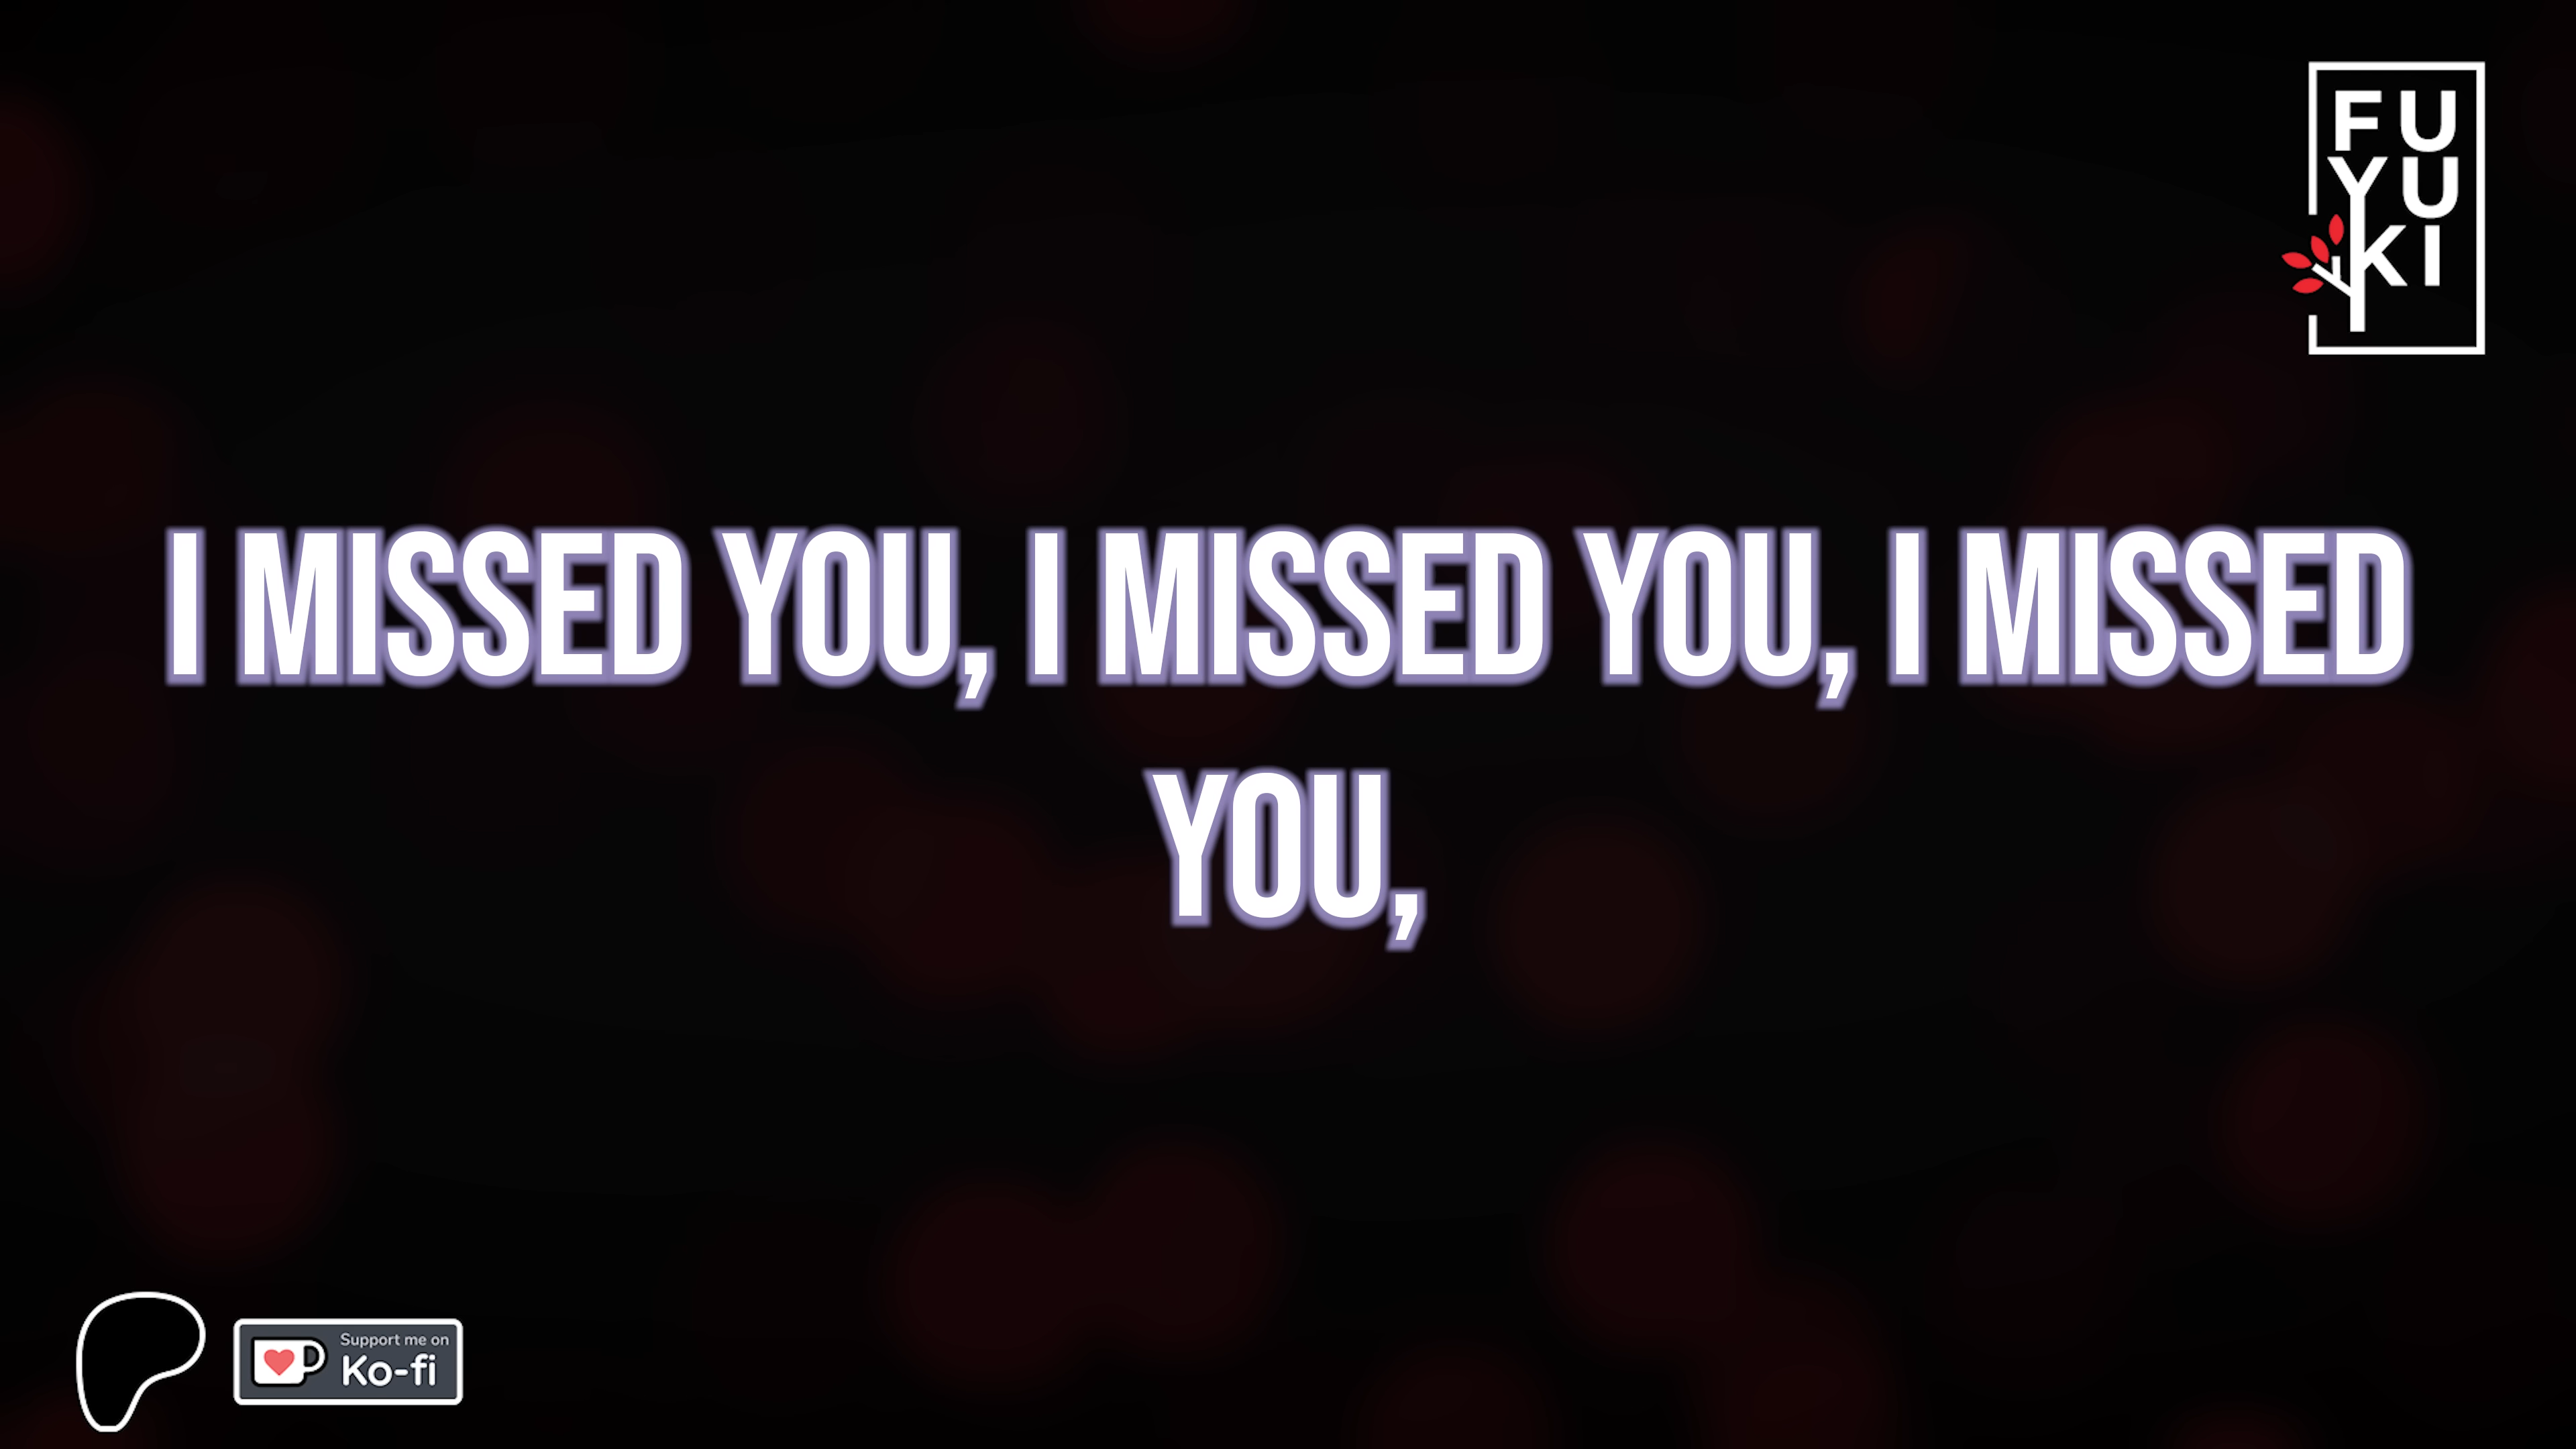 FU
YU
KI
I MISSED YOU, I MISSED YOU, I MISSED
YOU,
Support me on
Ko-fi